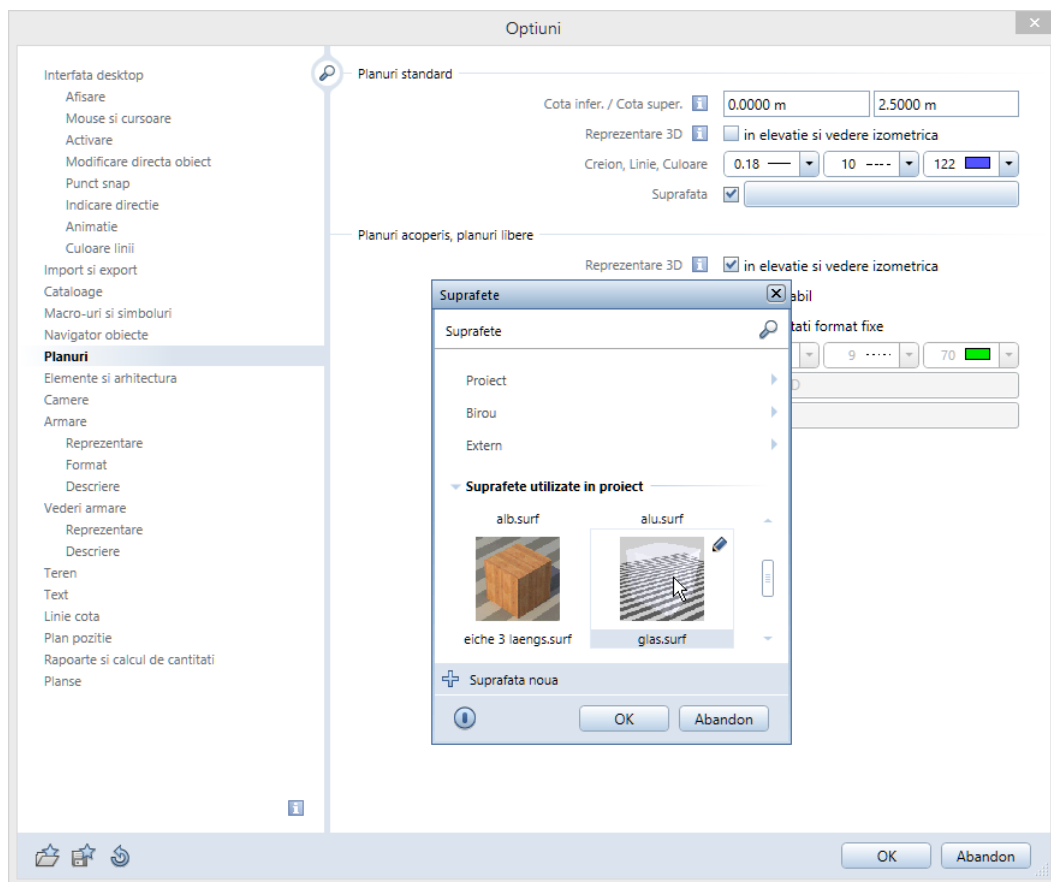 Optiuni
Interfata desktop
Afisare
Mouse si cursoare
Activare
Modificare directa obiect
Punct snap
Indicare directie
Animatie
Culoare linii
Import si export
Cataloage
Macro-uri si simboluri
Navigator obiecte
Planuri
Elemente si arhitectura
Camere
Armare
Reprezentare
Format
Descriere
Vederi armare
Reprezentare
Descriere
Teren
Text
Linie cota
Plan pozitie
Rapoarte si calcul de cantitati
Planse
Planuri standard
Cota infer. / Cota super. 0.0000 m 2.5000 m
Reprezentare 3D in elevatie si vedere izometrica
Creion, Linie, Culoare 0.18 10 122
Suprafata
Planuri acoperis, planuri libere
Reprezentare 3D in elevatie si vedere izometrica
abil
tati format fixe
9 70
D
Suprafete
Suprafete
Proiect
Birou
Extern
Suprafete utilizate in proiect
alb.surf alu.surf
eiche 3 laengs.surf glas.surf
Suprafata noua
OK Abandon
OK Abandon